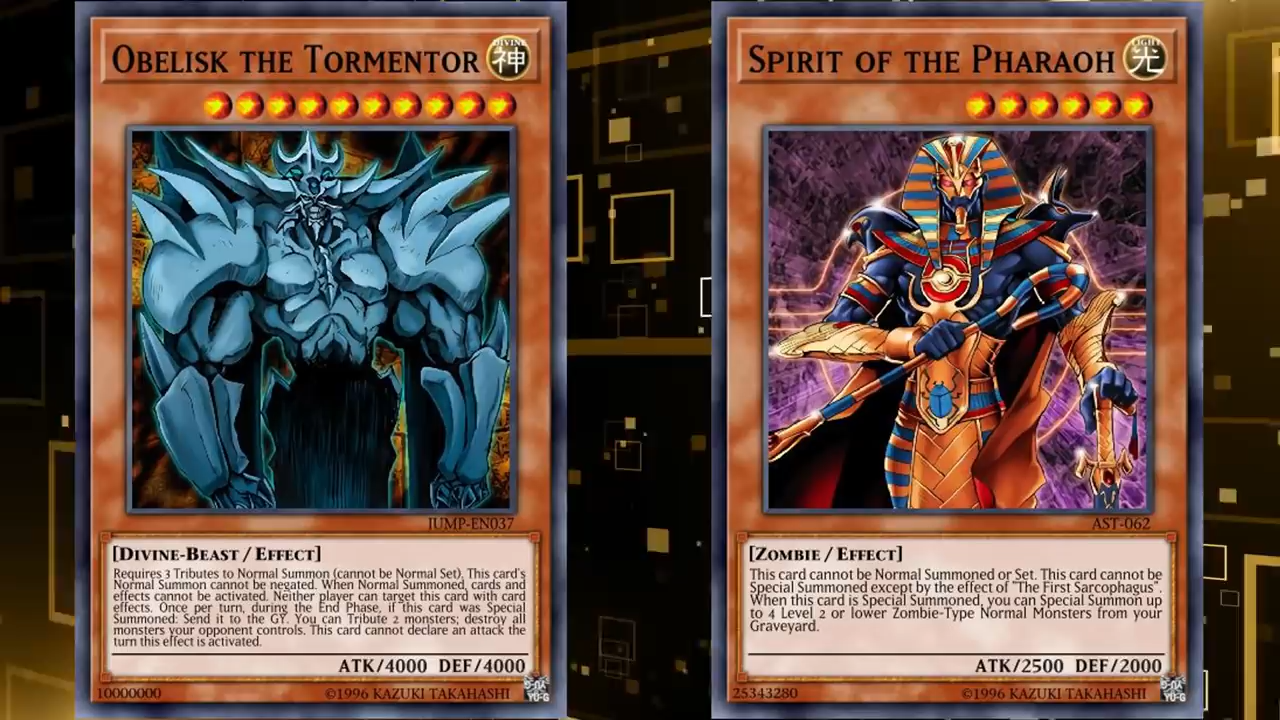 OBELISK THE TORMENTOR
DIVINE
神
JUMP-EN037
[DIVINE-BEAST / EFFECT]
Requires 3 Tributes to Normal Summon (cannot be Normal Set). This card's
Normal Summon cannot be negated. When Normal Summoned, cards and
effects cannot be activated. Neither player can target this card with card
effects. Once per turn, during the End Phase, if this card was Special
Summoned: Send it to the GY. You can Tribute 2 monsters; destroy all
monsters your opponent controls. This card cannot declare an attack the
turn this effect is activated.
ATK/4000 DEF/4000
10000000
©1996 KAZUKI TAKAHASHI
SPIRIT OF THE PHARAOH
LIGHT
光
AST-062
[ZOMBIE / EFFECT]
This card cannot be Normal Summoned or Set. This card cannot be
Special Summoned except by the effect of "The First Sarcophagus".
When this card is Special Summoned, you can Special Summon up
to 4 Level 2 or lower Zombie-Type Normal Monsters from your
Graveyard.
ATK/2500 DEF/2000
25343280
©1996 KAZUKI TAKAHASHI